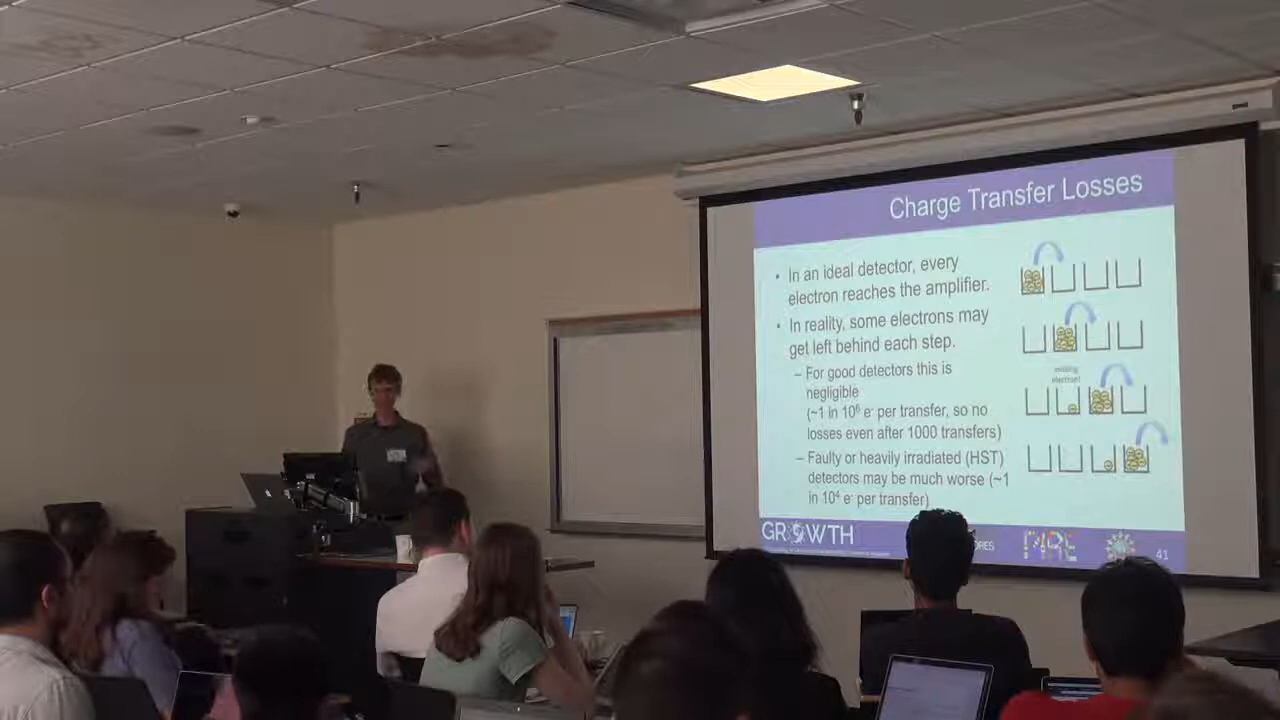 Charge Transfer Losses
• In an ideal detector, every
electron reaches the amplifier.
• In reality, some electrons may
get left behind each step.
– For good detectors this is
negligible
(~1 in 10⁶ e⁻ per transfer, so no
losses even after 1000 transfers)
– Faulty or heavily irradiated (HST)
detectors may be much worse (~1
in 10⁴ e⁻ per transfer)
missing
electron!
GROWTH
PIRE
41